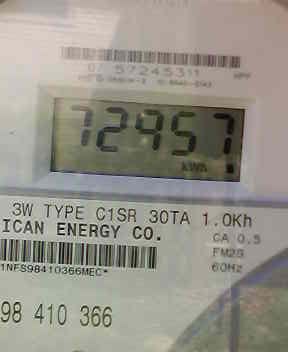 57245311
72957
kWh
3W TYPE C1SR 30TA 1.0Kh
ICAN ENERGY CO.
CA 0.5
FM2S
60Hz
1NFS98410366MEC*
98 410 366